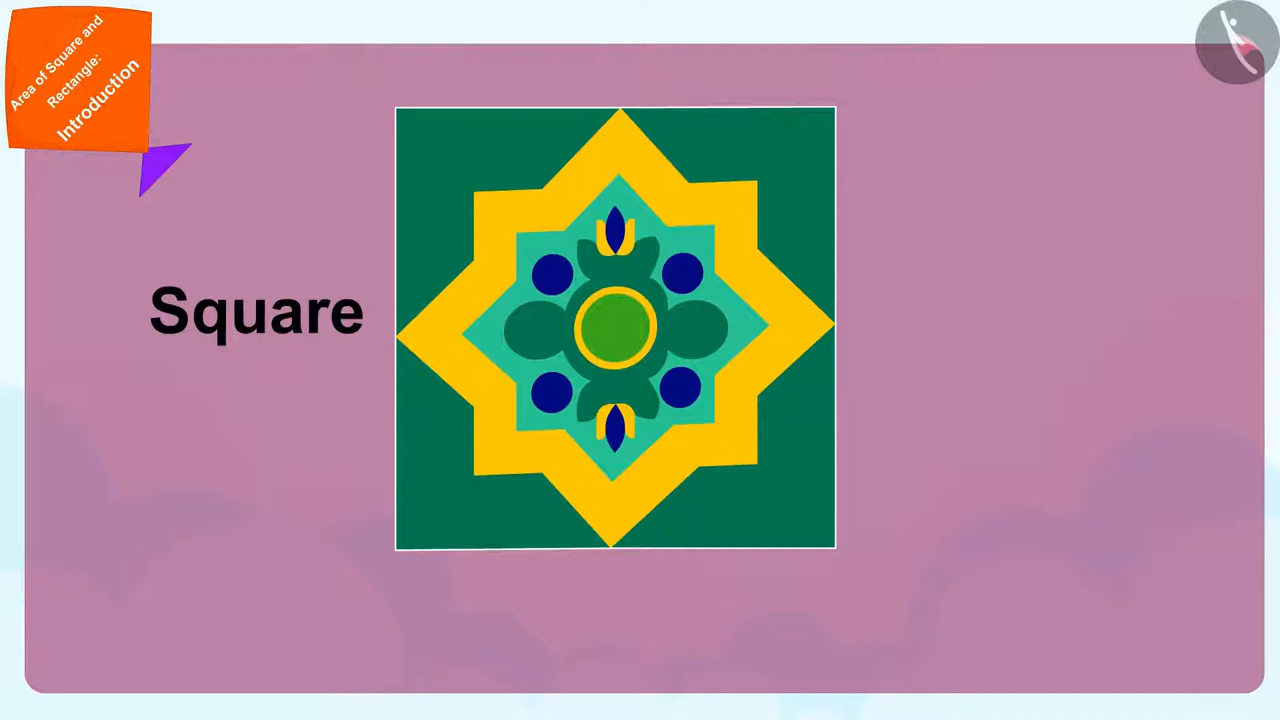 Area of Square and
Rectangle:
Introduction
Square